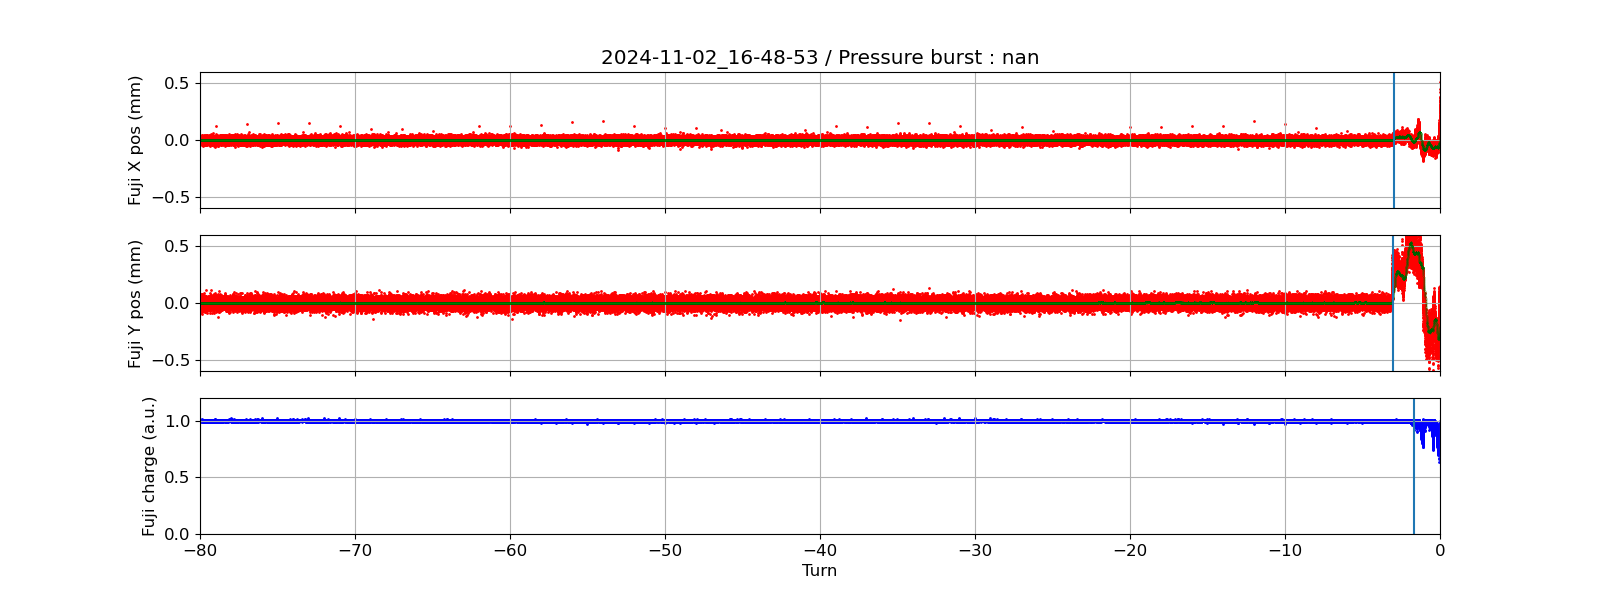 2024-11-02_16-48-53 / Pressure burst : nan
Fuji X pos (mm)
0.5
0.0
−0.5
Fuji Y pos (mm)
0.5
0.0
−0.5
Fuji charge (a.u.)
1.0
0.5
0.0
−80 −70 −60 −50 −40 −30 −20 −10 0
Turn